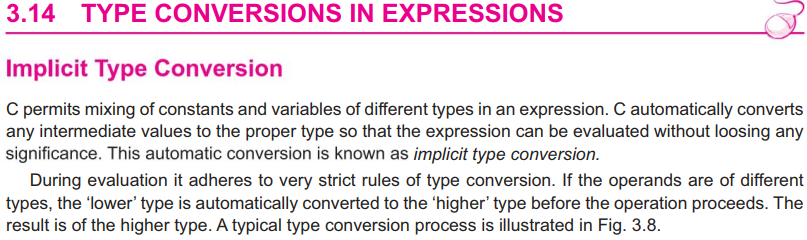 3.14 TYPE CONVERSIONS IN EXPRESSIONS
Implicit Type Conversion
C permits mixing of constants and variables of different types in an expression. C automatically converts
any intermediate values to the proper type so that the expression can be evaluated without loosing any
significance. This automatic conversion is known as implicit type conversion.
During evaluation it adheres to very strict rules of type conversion. If the operands are of different
types, the ‘lower’ type is automatically converted to the ‘higher’ type before the operation proceeds. The
result is of the higher type. A typical type conversion process is illustrated in Fig. 3.8.